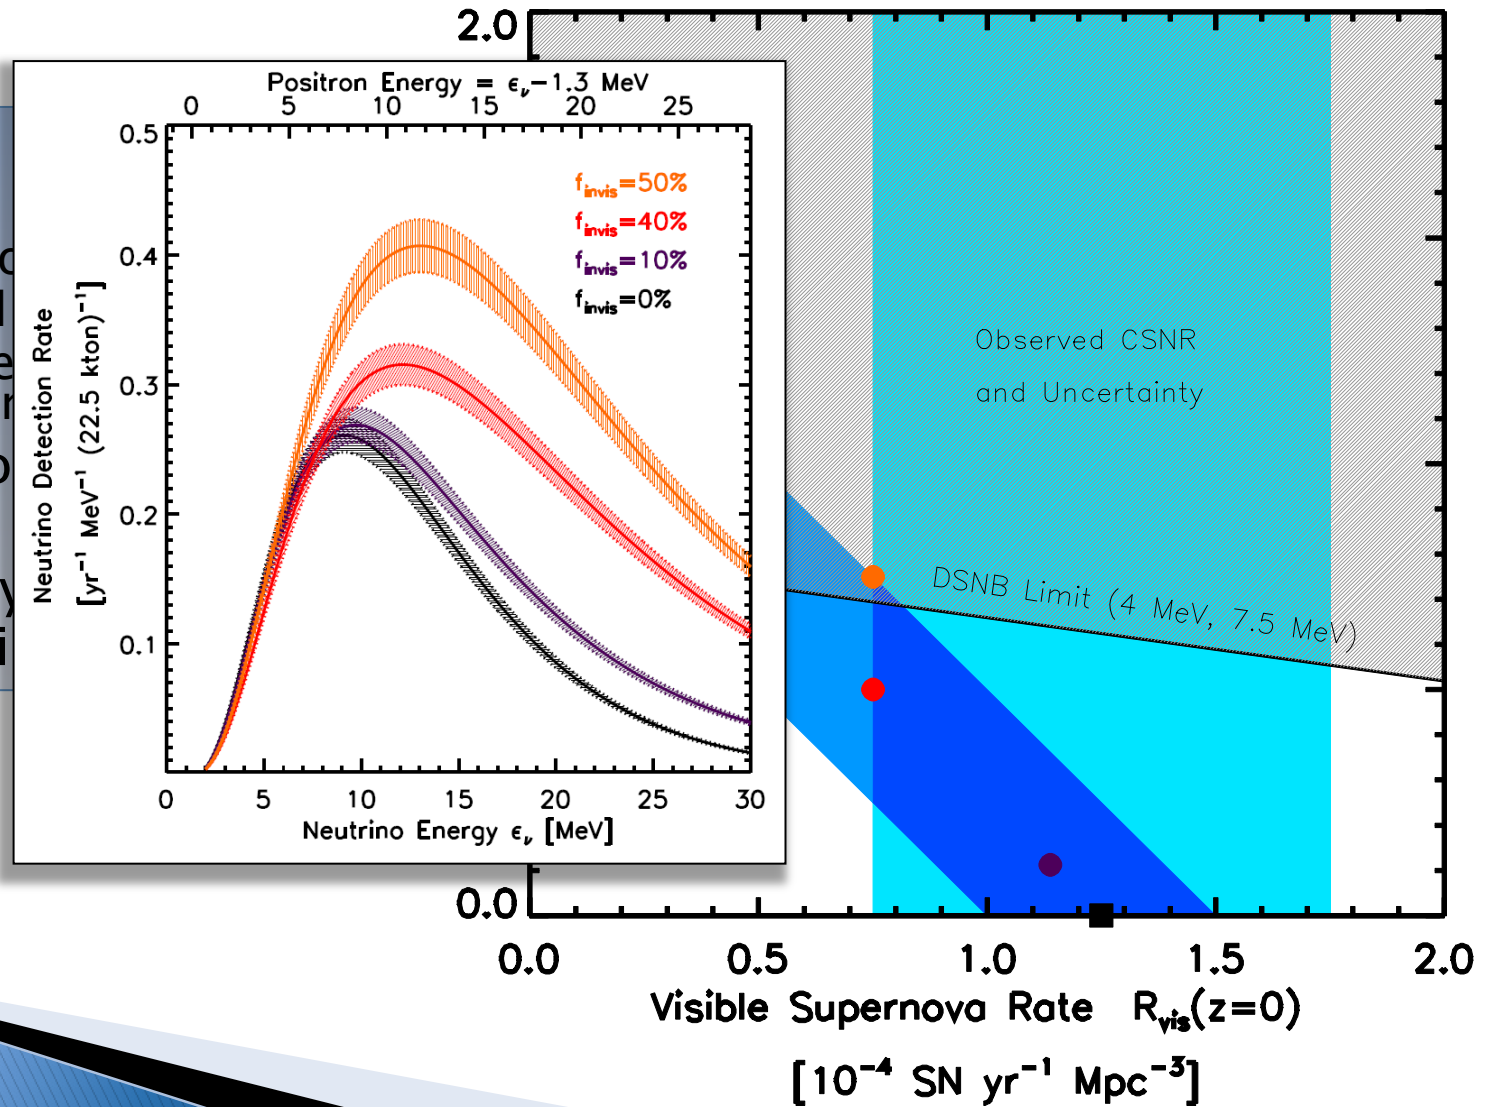 2.0
Positron Energy = εν−1.3 MeV
0 5 10 15 20 25
0.5
0.4
0.3
0.2
0.1
Neutrino Detection Rate
[yr⁻¹ MeV⁻¹ (22.5 kton)⁻¹]
f_invis=50%
f_invis=40%
f_invis=10%
f_invis=0%
0 5 10 15 20 25 30
Neutrino Energy εν [MeV]
Observed CSNR
and Uncertainty
DSNB Limit (4 MeV, 7.5 MeV)
0.0
0.0 0.5 1.0 1.5 2.0
Visible Supernova Rate R_vis(z=0)
[10⁻⁴ SN yr⁻¹ Mpc⁻³]